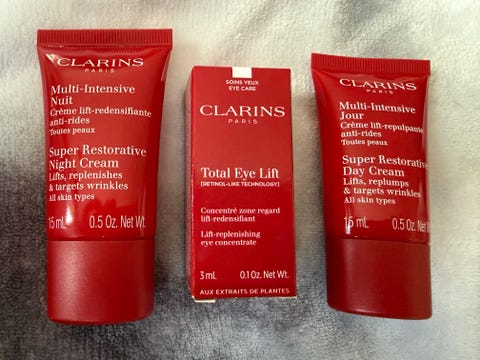 CLARINS
PARIS
Multi-Intensive
Nuit
Crème lift-redensifiante
anti-rides
Toutes peaux
Super Restorative
Night Cream
Lifts, replenishes
& targets wrinkles
All skin types
15 mL 0.5 Oz. Net Wt.
SOINS YEUX
EYE CARE
CLARINS
PARIS
Total Eye Lift
[RETINOL-LIKE TECHNOLOGY]
Concentré zone regard
lift-redensifiant
Lift-replenishing
eye concentrate
3 mL 0.1 Oz. Net Wt.
AUX EXTRAITS DE PLANTES
CLARINS
PARIS
Multi-Intensive
Jour
Crème lift-repulpante
anti-rides
Toutes peaux
Super Restorative
Day Cream
Lifts, replumps
& targets wrinkles
All skin types
15 mL 0.5 Oz. Net Wt.